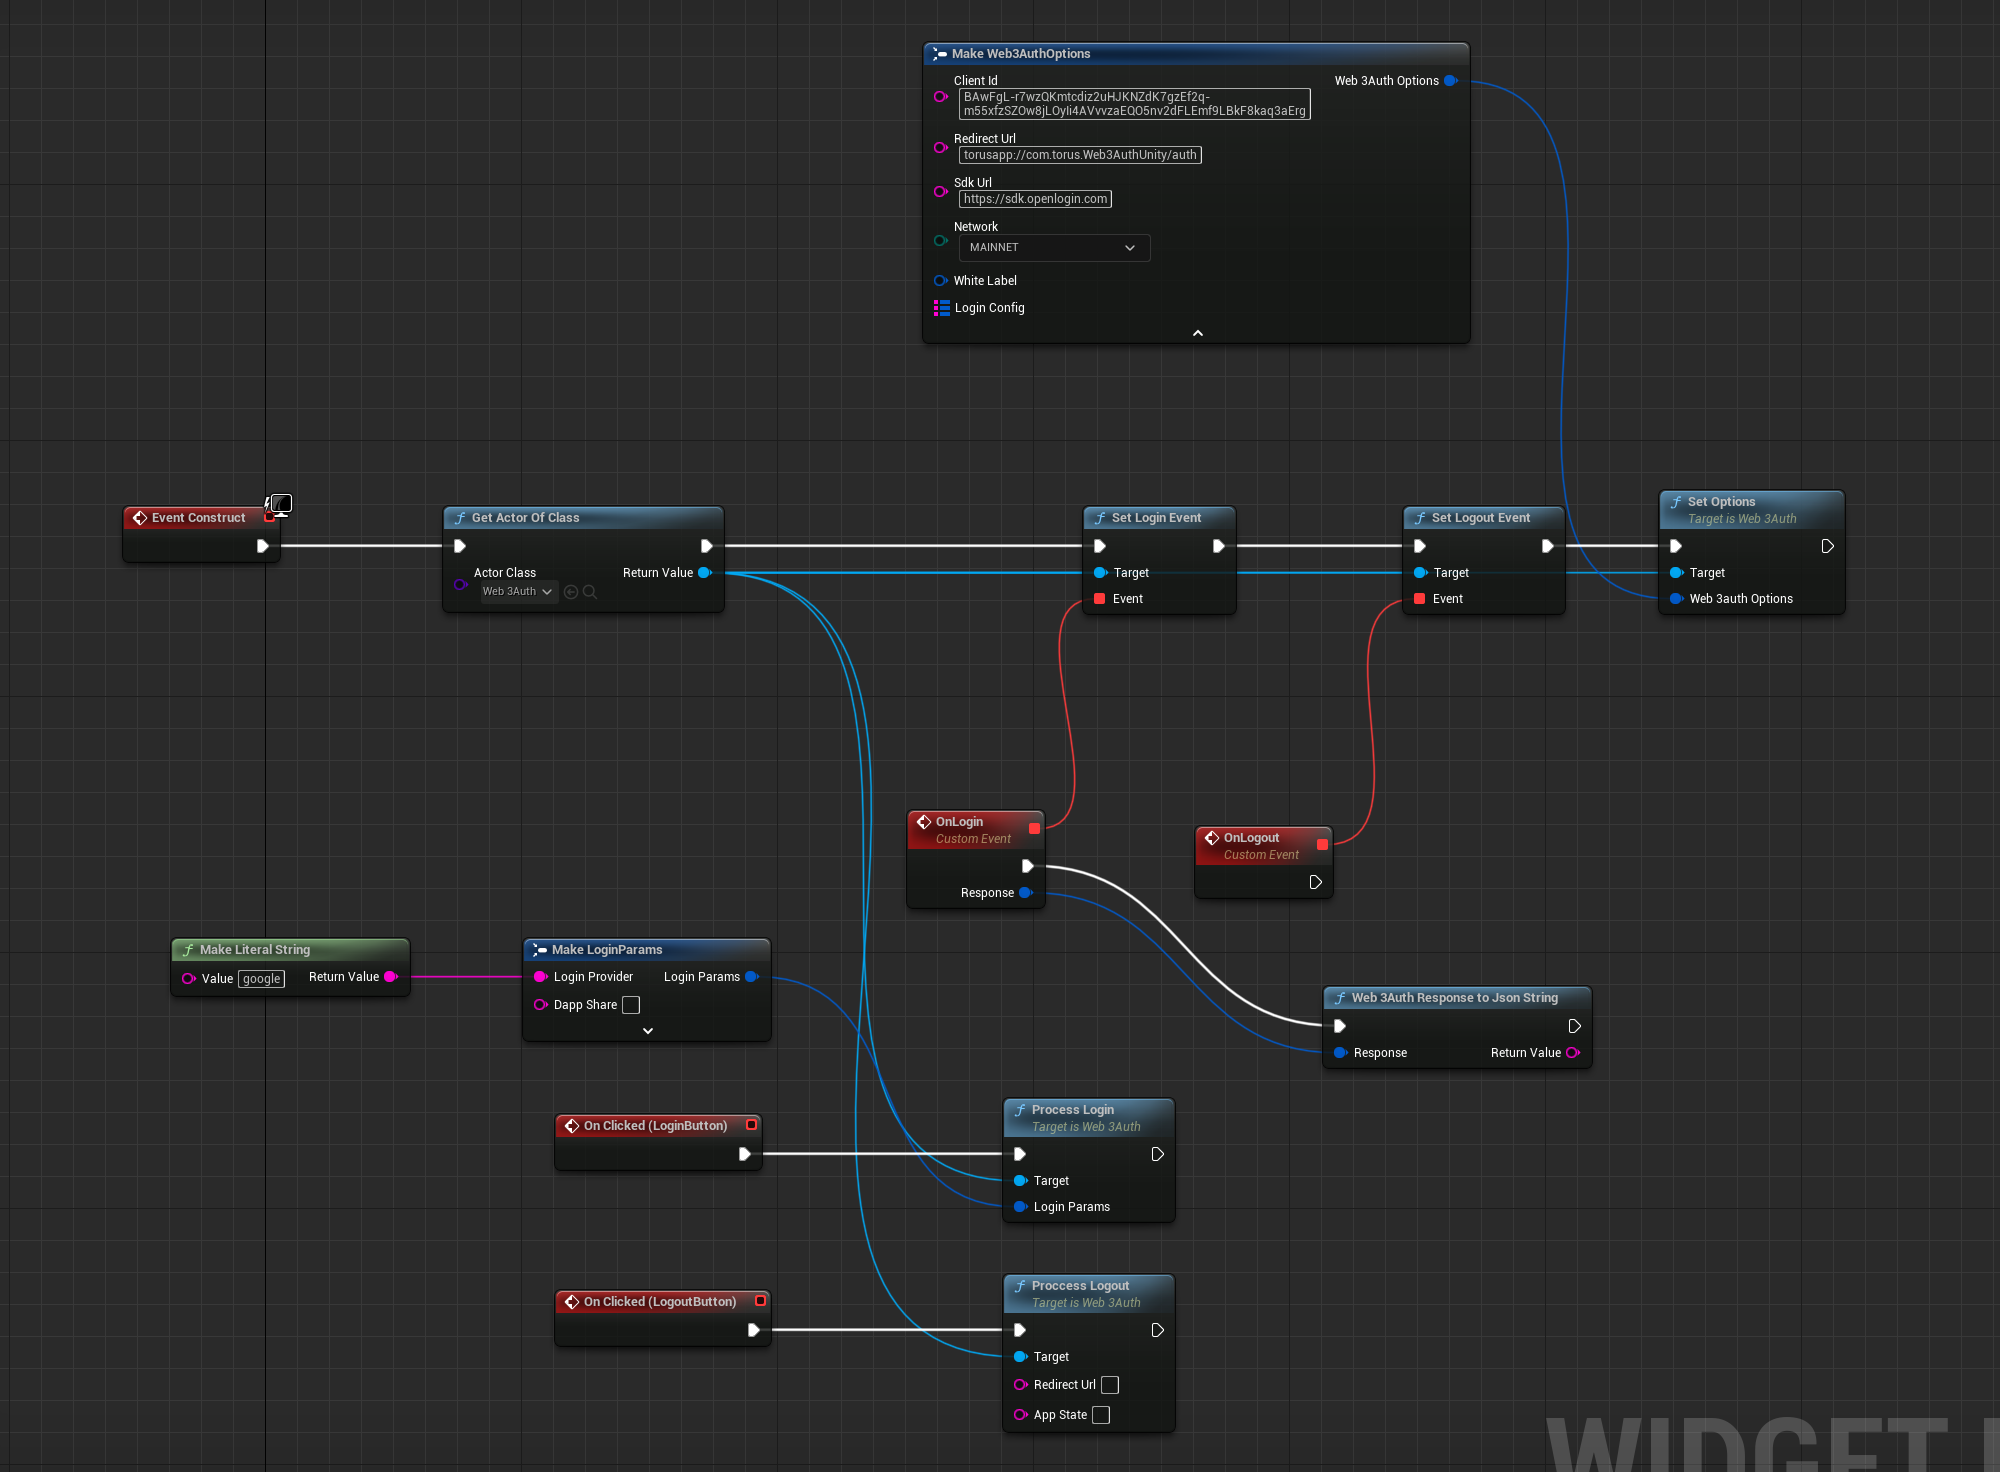 Make Web3AuthOptions
Client Id
Web 3Auth Options
BAwFgL-r7wzQKmtcdiz2uHJKNZdK7gzEf2q-
m55xfzSZOw8jLOyIi4AVvvzaEQO5nv2dFLEmf9LBkF8kaq3aErg
Redirect Url
torusapp://com.torus.Web3AuthUnity/auth
Sdk Url
https://sdk.openlogin.com
Network
MAINNET
White Label
Login Config
Event Construct
Get Actor Of Class
Actor Class
Return Value
Web 3Auth
Set Login Event
Target
Event
Set Logout Event
Target
Event
Set Options
Target is Web 3Auth
Target
Web 3auth Options
OnLogin
Custom Event
Response
OnLogout
Custom Event
Make Literal String
Value google Return Value
Make LoginParams
Login Provider Login Params
Dapp Share
Web 3Auth Response to Json String
Response Return Value
On Clicked (LoginButton)
Process Login
Target is Web 3Auth
Target
Login Params
On Clicked (LogoutButton)
Proccess Logout
Target is Web 3Auth
Target
Redirect Url
App State
WIDGET